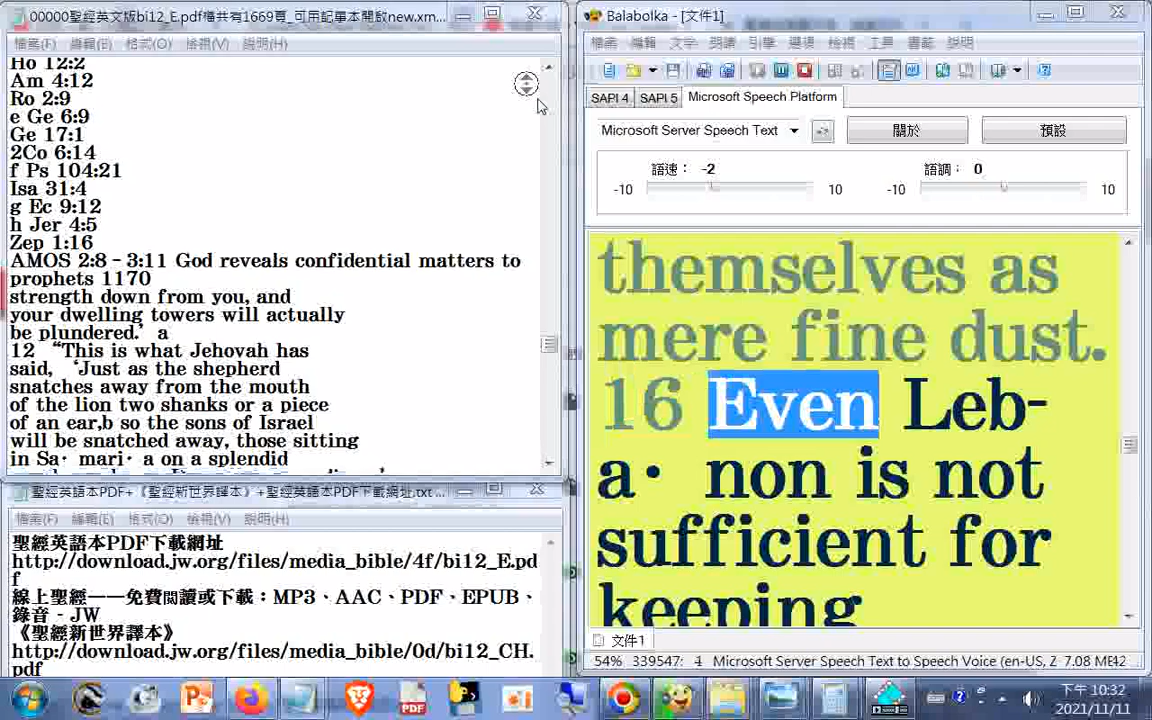 00000聖經英文版bi12_E.pdf檔共有1669頁_可用記事本開啟new.xm...
檔案(F) 編輯(E) 格式(O) 檢視(V) 說明(H)
Ho 12:2
Am 4:12
Ro 2:9
e Ge 6:9
Ge 17:1
2Co 6:14
f Ps 104:21
Isa 31:4
g Ec 9:12
h Jer 4:5
Zep 1:16
AMOS 2:8–3:11 God reveals confidential matters to
prophets 1170
strength down from you, and
your dwelling towers will actually
be plundered.’ a
12 “This is what Jehovah has
said, ‘Just as the shepherd
snatches away from the mouth
of the lion two shanks or a piece
of an ear,b so the sons of Israel
will be snatched away, those sitting
in Sa·mari·a on a splendid
聖經英語本PDF+《聖經新世界譯本》+聖經英語本PDF下載網址.txt ...
檔案(F) 編輯(E) 格式(O) 檢視(V) 說明(H)
聖經英語本PDF下載網址
http://download.jw.org/files/media_bible/4f/bi12_E.pd
f
線上聖經——免費閱讀或下載：MP3、AAC、PDF、EPUB、
錄音 - JW
《聖經新世界譯本》
http://download.jw.org/files/media_bible/0d/bi12_CH.
pdf
Balabolka - [文件1]
檔案 編輯 文字 朗讀 引擎 選項 檢視 工具 書籤 說明
SAPI 4 SAPI 5 Microsoft Speech Platform
Microsoft Server Speech Text 關於 預設
語速： -2 語調： 0
-10 10 -10 10
themselves as
mere fine dust.
16 Even Leb-
a· non is not
sufficient for
keeping
文件1
54% 339547: 4 Microsoft Server Speech Text to Speech Voice (en-US, Z 7.08 ME42
下午 10:32
2021/11/11